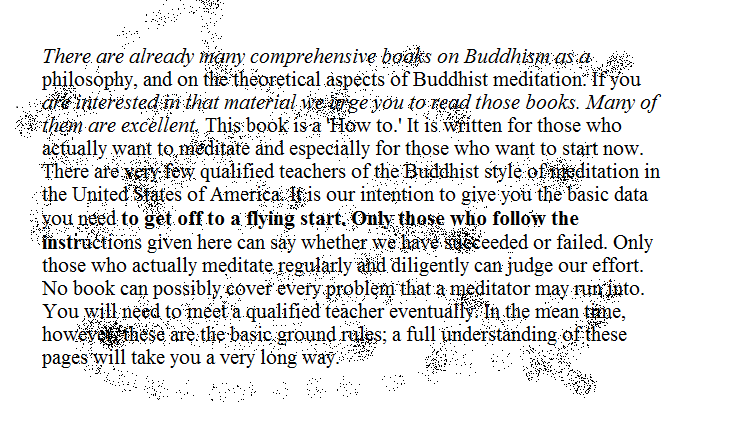 There are already many comprehensive books on Buddhism as a
philosophy, and on the theoretical aspects of Buddhist meditation. If you
are interested in that material we urge you to read those books. Many of
them are excellent. This book is a 'How to.' It is written for those who
actually want to meditate and especially for those who want to start now.
There are very few qualified teachers of the Buddhist style of meditation in
the United States of America. It is our intention to give you the basic data
you need to get off to a flying start. Only those who follow the
instructions given here can say whether we have succeeded or failed. Only
those who actually meditate regularly and diligently can judge our effort.
No book can possibly cover every problem that a meditator may run into.
You will need to meet a qualified teacher eventually. In the mean time,
however, these are the basic ground rules; a full understanding of these
pages will take you a very long way.